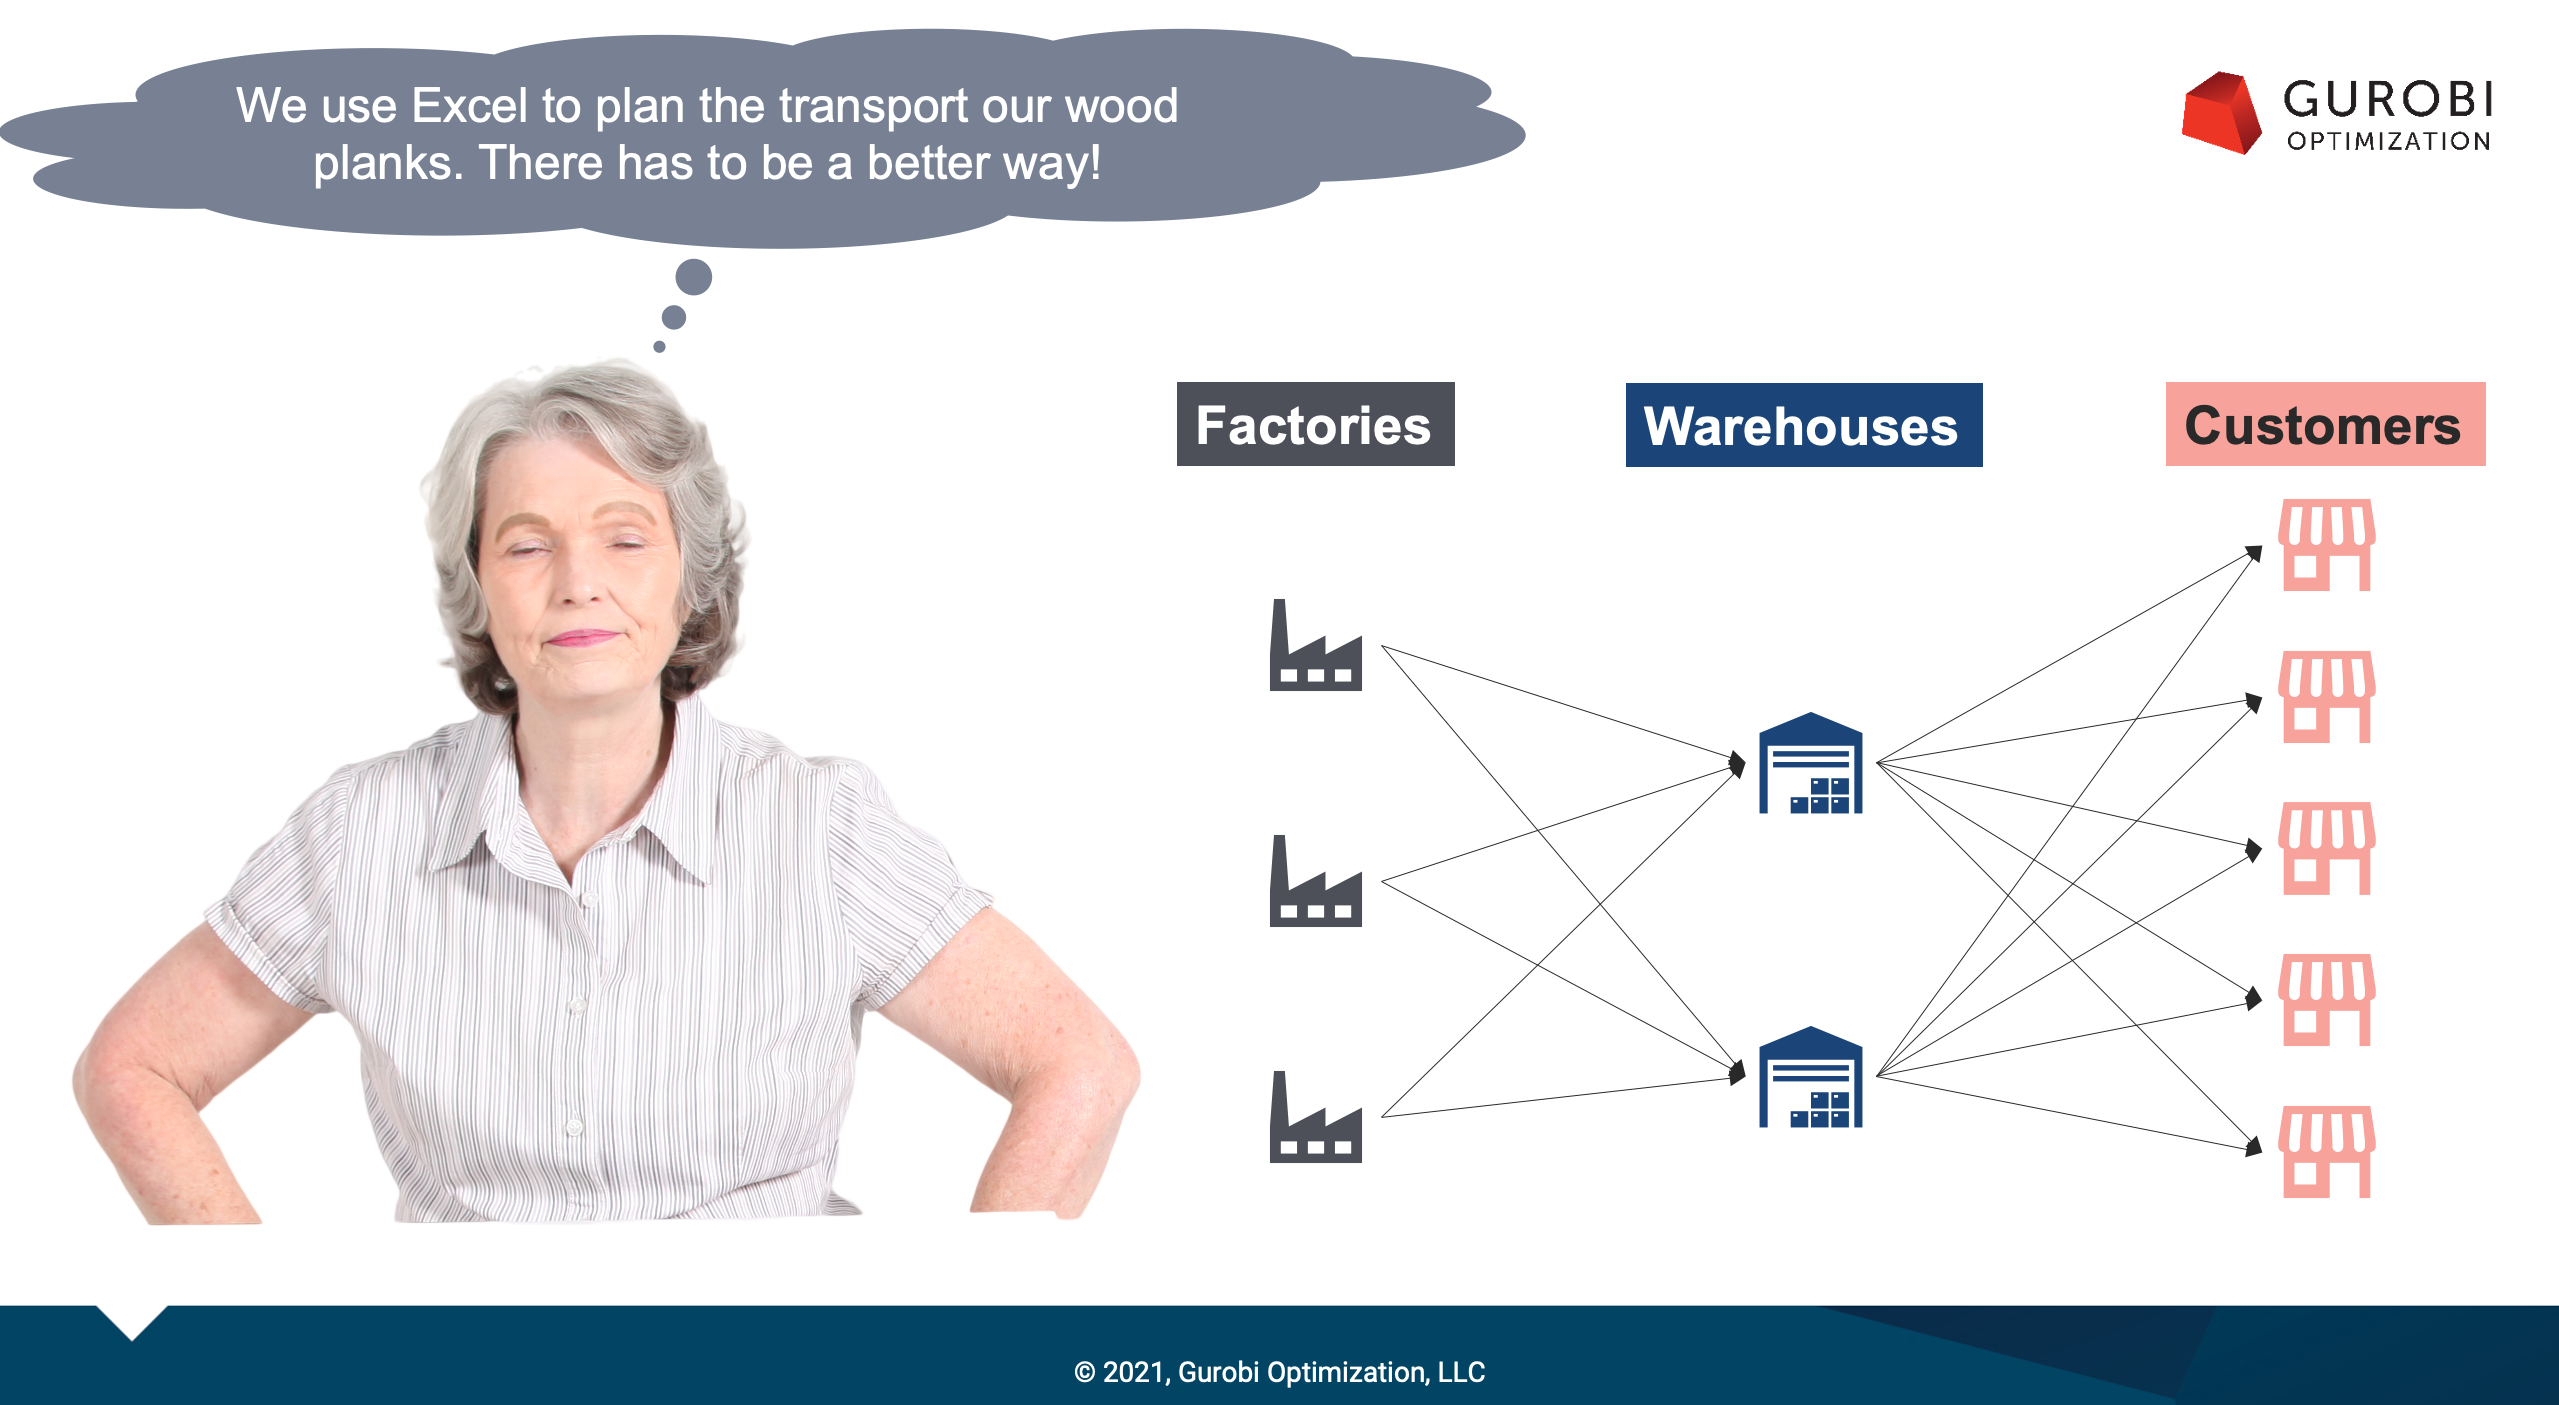 We use Excel to plan the transport our wood
planks. There has to be a better way!
GUROBI
OPTIMIZATION
Factories
Warehouses
Customers
© 2021, Gurobi Optimization, LLC